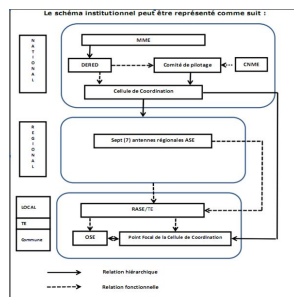 Le schéma institutionnel peut être représenté comme suit :
NATIONAL
MIME
DERED
Comité de pilotage
CNME
Cellule de Coordination
REGIONAL
Sept (7) antennes régionales ASE
LOCAL
TE
Commune
RASE/TE
OSE
Point Focal de la Cellule de Coordination
Relation hiérarchique
Relation fonctionnelle